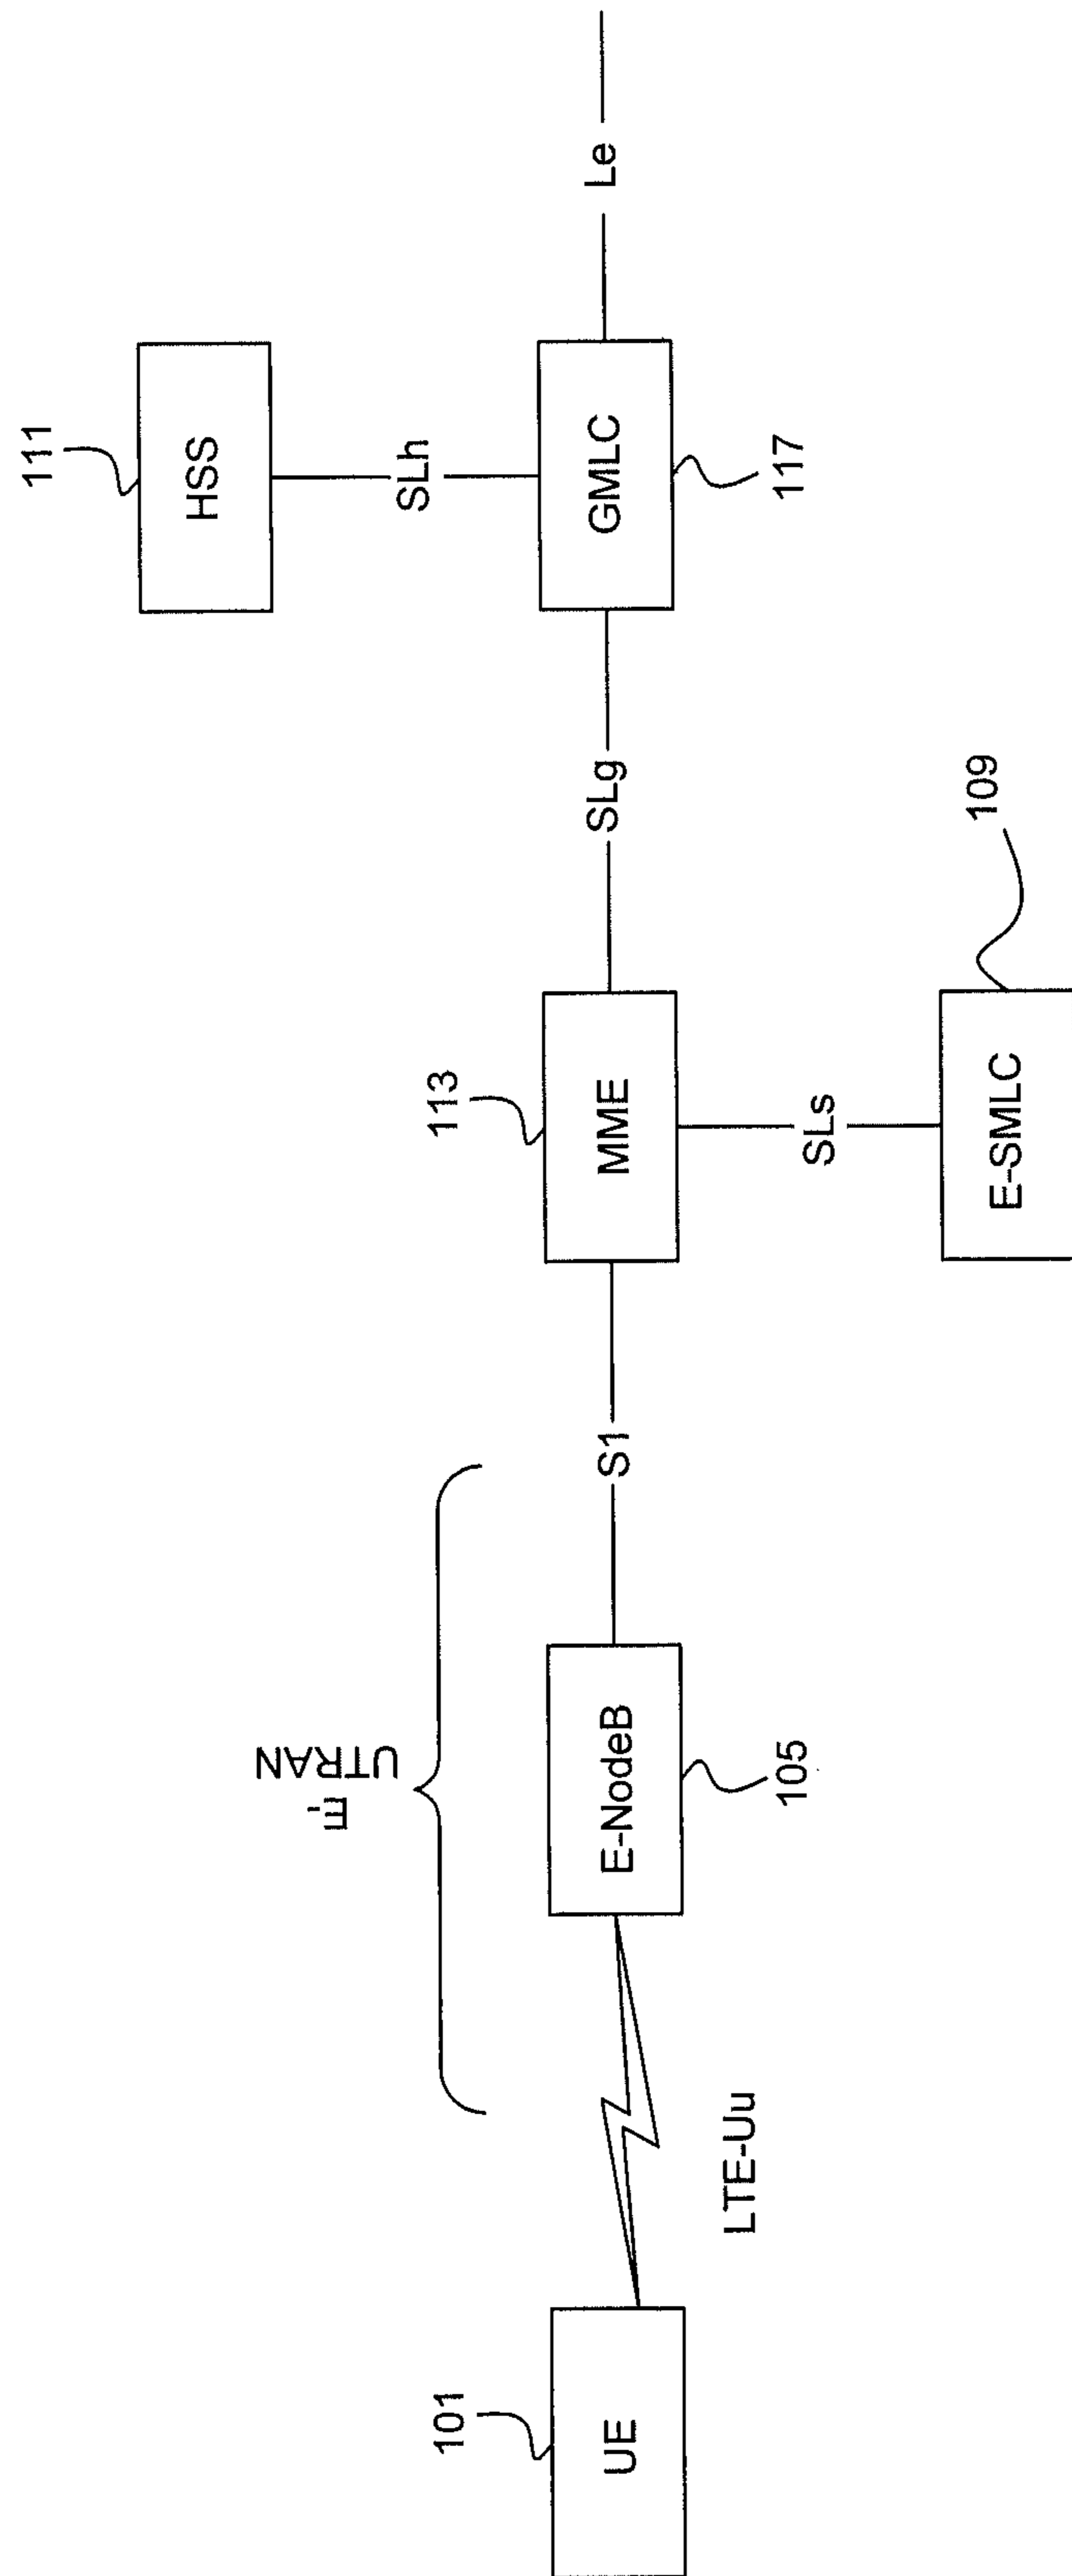 111
HSS
SLh
Le
GMLC
117
SLg
113
MME
SLs
E-SMLC
109
E-
UTRAN
S1
E-NodeB
105
LTE-Uu
101
UE